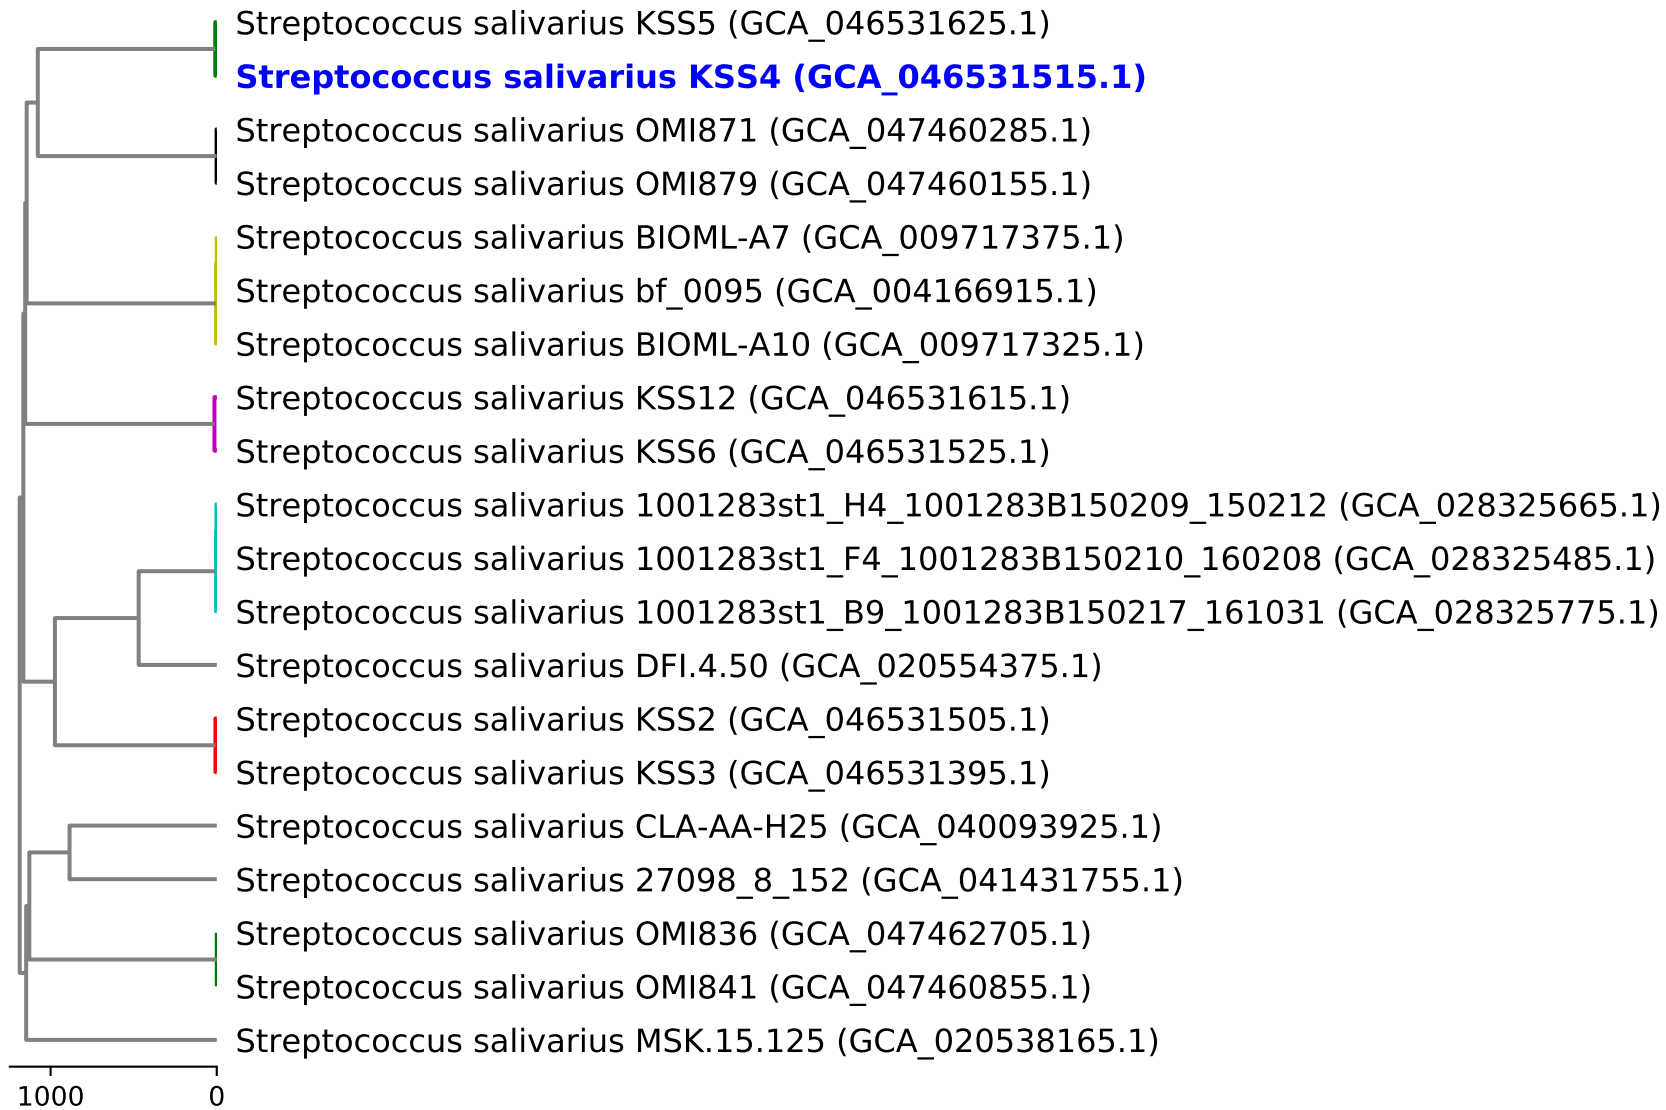 Streptococcus salivarius KSS5 (GCA_046531625.1)
Streptococcus salivarius KSS4 (GCA_046531515.1)
Streptococcus salivarius OMI871 (GCA_047460285.1)
Streptococcus salivarius OMI879 (GCA_047460155.1)
Streptococcus salivarius BIOML-A7 (GCA_009717375.1)
Streptococcus salivarius bf_0095 (GCA_004166915.1)
Streptococcus salivarius BIOML-A10 (GCA_009717325.1)
Streptococcus salivarius KSS12 (GCA_046531615.1)
Streptococcus salivarius KSS6 (GCA_046531525.1)
Streptococcus salivarius 1001283st1_H4_1001283B150209_150212 (GCA_028325665.1)
Streptococcus salivarius 1001283st1_F4_1001283B150210_160208 (GCA_028325485.1)
Streptococcus salivarius 1001283st1_B9_1001283B150217_161031 (GCA_028325775.1)
Streptococcus salivarius DFI.4.50 (GCA_020554375.1)
Streptococcus salivarius KSS2 (GCA_046531505.1)
Streptococcus salivarius KSS3 (GCA_046531395.1)
Streptococcus salivarius CLA-AA-H25 (GCA_040093925.1)
Streptococcus salivarius 27098_8_152 (GCA_041431755.1)
Streptococcus salivarius OMI836 (GCA_047462705.1)
Streptococcus salivarius OMI841 (GCA_047460855.1)
Streptococcus salivarius MSK.15.125 (GCA_020538165.1)
1000 0